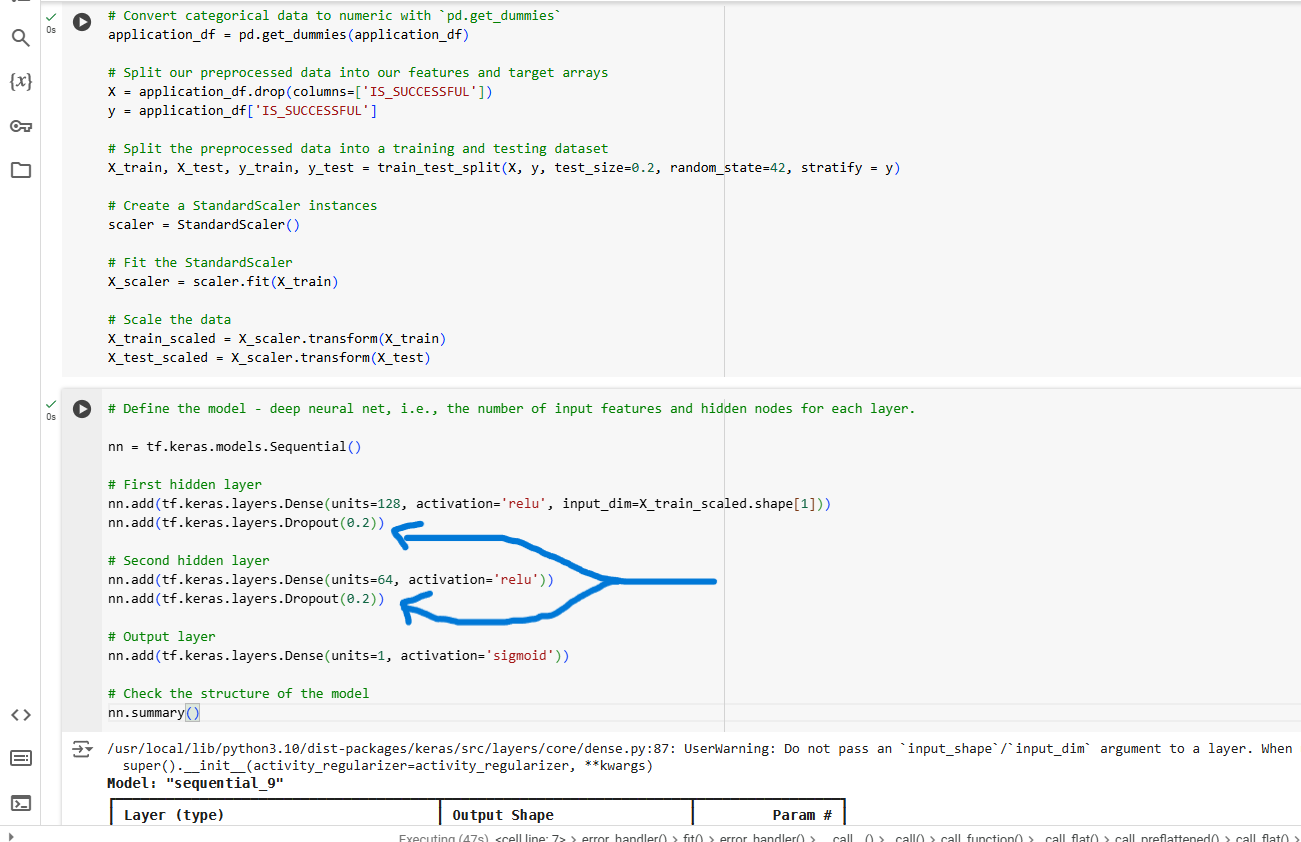 # Convert categorical data to numeric with `pd.get_dummies`
0s
application_df = pd.get_dummies(application_df)
# Split our preprocessed data into our features and target arrays
{x}
X = application_df.drop(columns=['IS_SUCCESSFUL'])
y = application_df['IS_SUCCESSFUL']
# Split the preprocessed data into a training and testing dataset
X_train, X_test, y_train, y_test = train_test_split(X, y, test_size=0.2, random_state=42, stratify = y)
# Create a StandardScaler instances
scaler = StandardScaler()
# Fit the StandardScaler
X_scaler = scaler.fit(X_train)
# Scale the data
X_train_scaled = X_scaler.transform(X_train)
X_test_scaled = X_scaler.transform(X_test)
# Define the model - deep neural net, i.e., the number of input features and hidden nodes for each layer.
0s
nn = tf.keras.models.Sequential()
# First hidden layer
nn.add(tf.keras.layers.Dense(units=128, activation='relu', input_dim=X_train_scaled.shape[1]))
nn.add(tf.keras.layers.Dropout(0.2))
# Second hidden layer
nn.add(tf.keras.layers.Dense(units=64, activation='relu'))
nn.add(tf.keras.layers.Dropout(0.2))
# Output layer
nn.add(tf.keras.layers.Dense(units=1, activation='sigmoid'))
# Check the structure of the model
nn.summary()
/usr/local/lib/python3.10/dist-packages/keras/src/layers/core/dense.py:87: UserWarning: Do not pass an `input_shape`/`input_dim` argument to a layer. When
super().__init__(activity_regularizer=activity_regularizer, **kwargs)
Model: "sequential_9"
Layer (type) Output Shape Param #
Executing (47s) <cell line: 7> > error_handler() > fit() > error_handler() > __call__() > _call() > call_function() > _call_flat() > call_preflattened() > call_flat() >